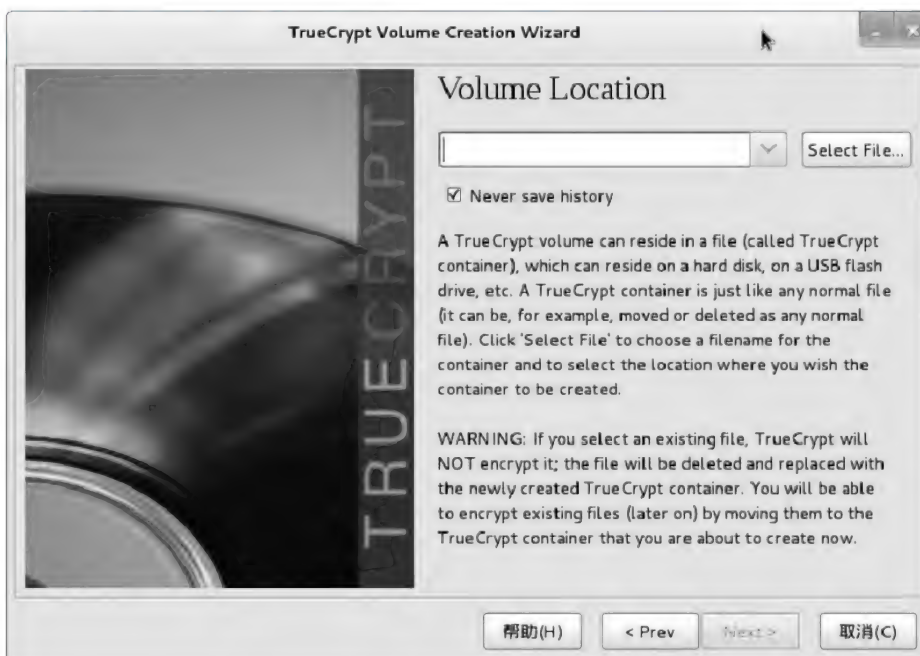 TrueCrypt Volume Creation Wizard
TRUECRYPT
Volume Location
Select File...
Never save history
A TrueCrypt volume can reside in a file (called TrueCrypt
container), which can reside on a hard disk, on a USB flash
drive, etc. A TrueCrypt container is just like any normal file
(it can be, for example, moved or deleted as any normal
file). Click 'Select File' to choose a filename for the
container and to select the location where you wish the
container to be created.
WARNING: If you select an existing file, TrueCrypt will
NOT encrypt it; the file will be deleted and replaced with
the newly created TrueCrypt container. You will be able
to encrypt existing files (later on) by moving them to the
TrueCrypt container that you are about to create now.
帮助(H)
< Prev
Next >
取消(C)